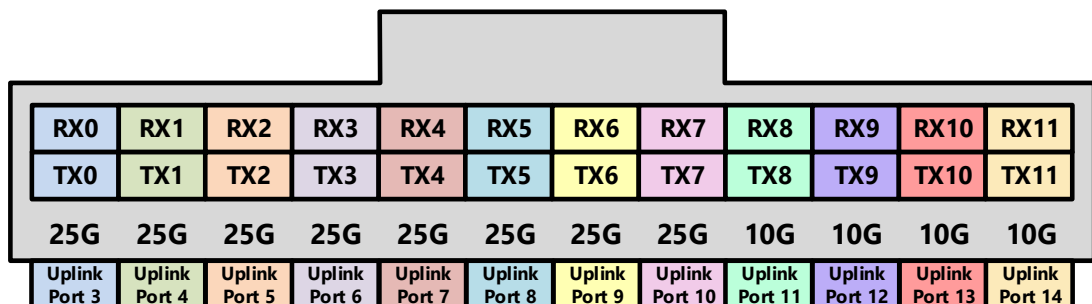 RX0 RX1 RX2 RX3 RX4 RX5 RX6 RX7 RX8 RX9 RX10 RX11
TX0 TX1 TX2 TX3 TX4 TX5 TX6 TX7 TX8 TX9 TX10 TX11
25G 25G 25G 25G 25G 25G 25G 25G 10G 10G 10G 10G
Uplink Uplink Uplink Uplink Uplink Uplink Uplink Uplink Uplink Uplink Uplink Uplink
Port 3 Port 4 Port 5 Port 6 Port 7 Port 8 Port 9 Port 10 Port 11 Port 12 Port 13 Port 14